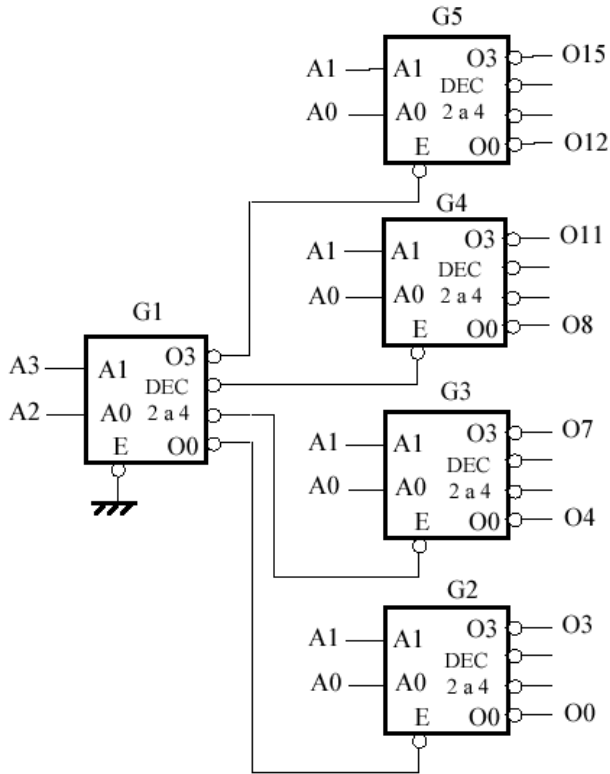 G5
A1 A1 O3 O15
DEC
A0 A0 2 a 4
E O0 O12
G4
A1 A1 O3 O11
DEC
A0 A0 2 a 4
E O0 O8
G1
A3 A1 O3
DEC
A2 A0 2 a 4
E O0
G3
A1 A1 O3 O7
DEC
A0 A0 2 a 4
E O0 O4
G2
A1 A1 O3 O3
DEC
A0 A0 2 a 4
E O0 O0